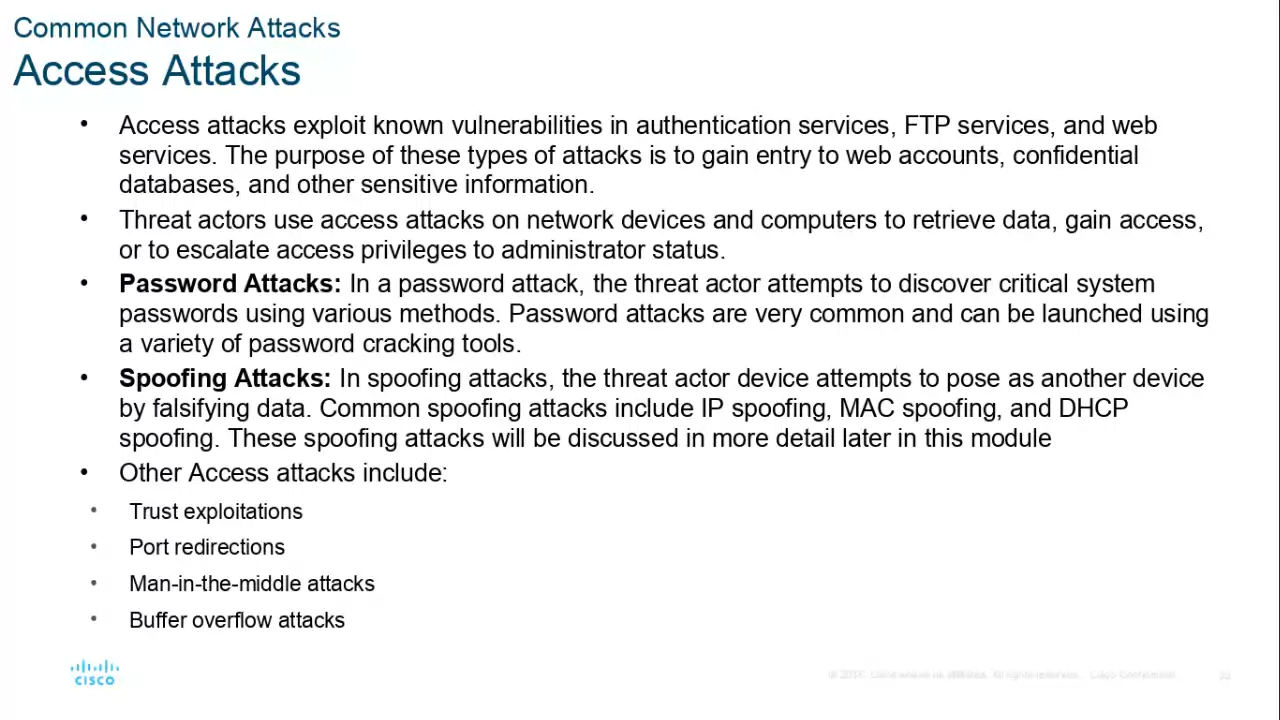 Common Network Attacks
Access Attacks
• Access attacks exploit known vulnerabilities in authentication services, FTP services, and web
services. The purpose of these types of attacks is to gain entry to web accounts, confidential
databases, and other sensitive information.
• Threat actors use access attacks on network devices and computers to retrieve data, gain access,
or to escalate access privileges to administrator status.
• Password Attacks: In a password attack, the threat actor attempts to discover critical system
passwords using various methods. Password attacks are very common and can be launched using
a variety of password cracking tools.
• Spoofing Attacks: In spoofing attacks, the threat actor device attempts to pose as another device
by falsifying data. Common spoofing attacks include IP spoofing, MAC spoofing, and DHCP
spoofing. These spoofing attacks will be discussed in more detail later in this module
• Other Access attacks include:
• Trust exploitations
• Port redirections
• Man-in-the-middle attacks
• Buffer overflow attacks
CISCO
All rights reserved. Cisco Confidential